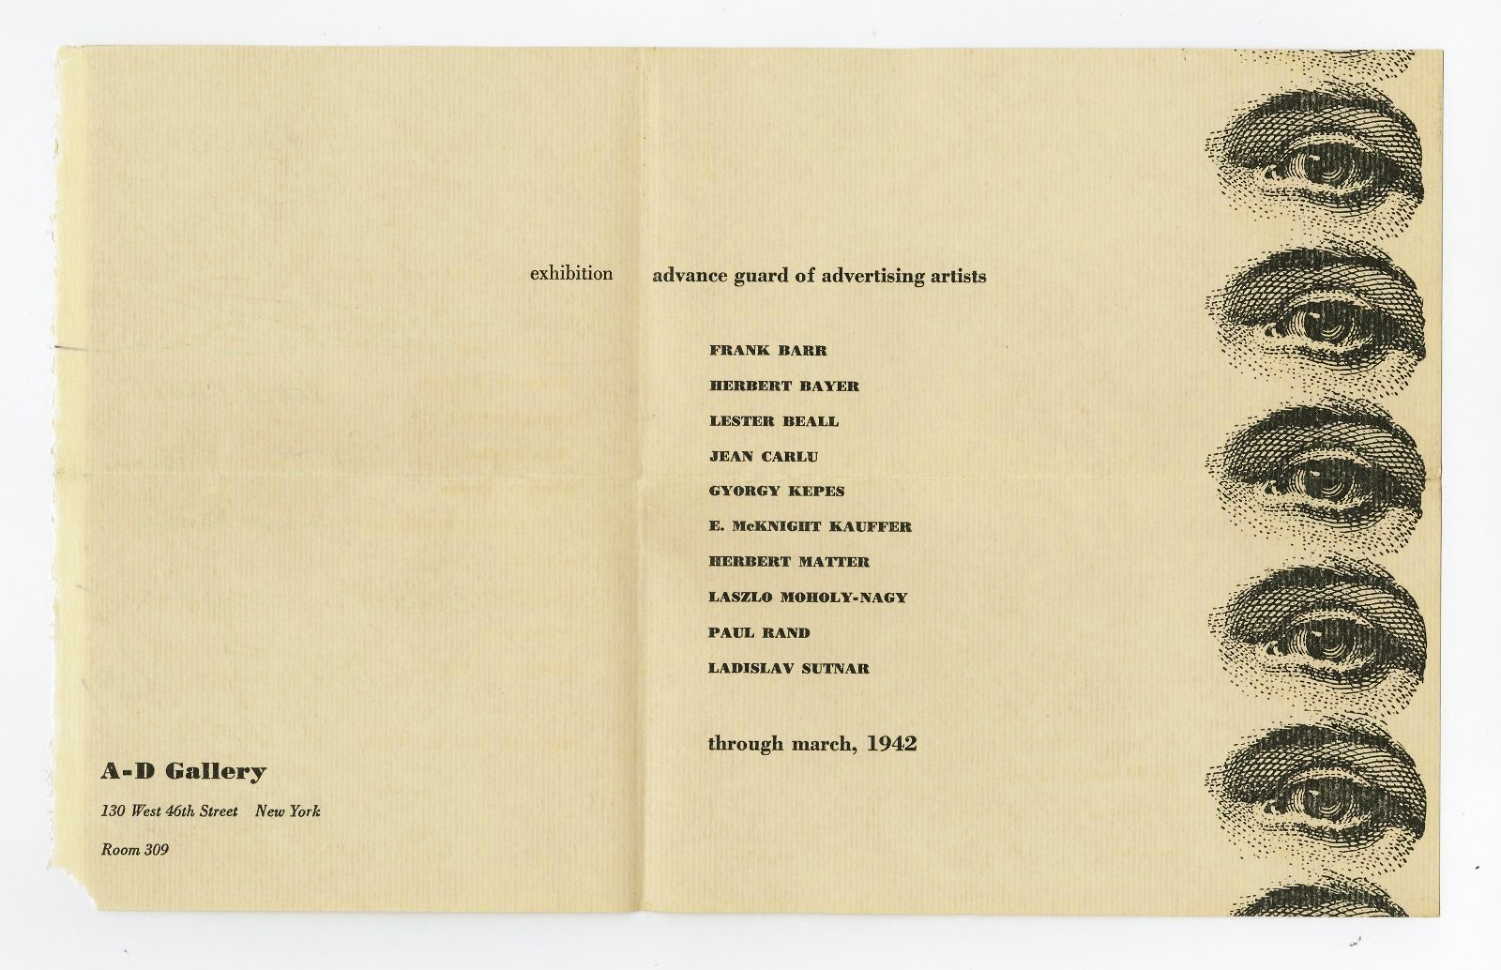 exhibition advance guard of advertising artists
FRANK BARR
HERBERT BAYER
LESTER BEALL
JEAN CARLU
GYORGY KEPES
E. McKNIGHT KAUFFER
HERBERT MATTER
LASZLO MOHOLY-NAGY
PAUL RAND
LADISLAV SUTNAR
through march, 1942
A-D Gallery
130 West 46th Street New York
Room 309